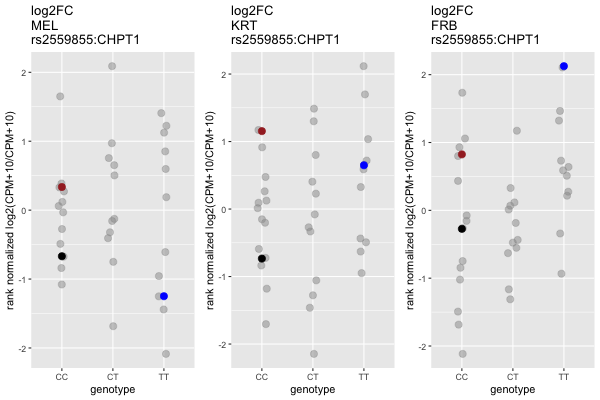 log2FC
MEL
rs2559855:CHPT1
rank normalized log2(CPM+10/CPM+10)
2
1
0
-1
-2
CC
CT
TT
genotype
log2FC
KRT
rs2559855:CHPT1
rank normalized log2(CPM+10/CPM+10)
2
1
0
-1
-2
CC
CT
TT
genotype
log2FC
FRB
rs2559855:CHPT1
rank normalized log2(CPM+10/CPM+10)
2
1
0
-1
-2
CC
CT
TT
genotype